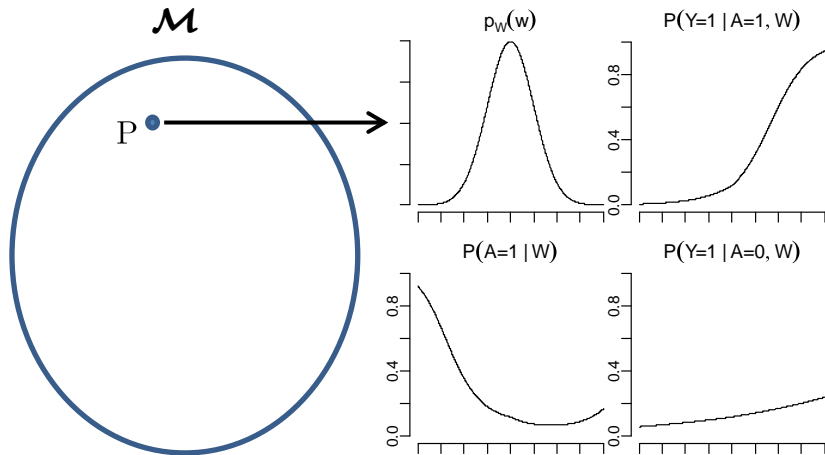 𝓜
P
p_W(w)
P(Y=1 | A=1, W)
0.0 0.4 0.8
P(A=1 | W)
0.0 0.4 0.8
P(Y=1 | A=0, W)
0.0 0.4 0.8